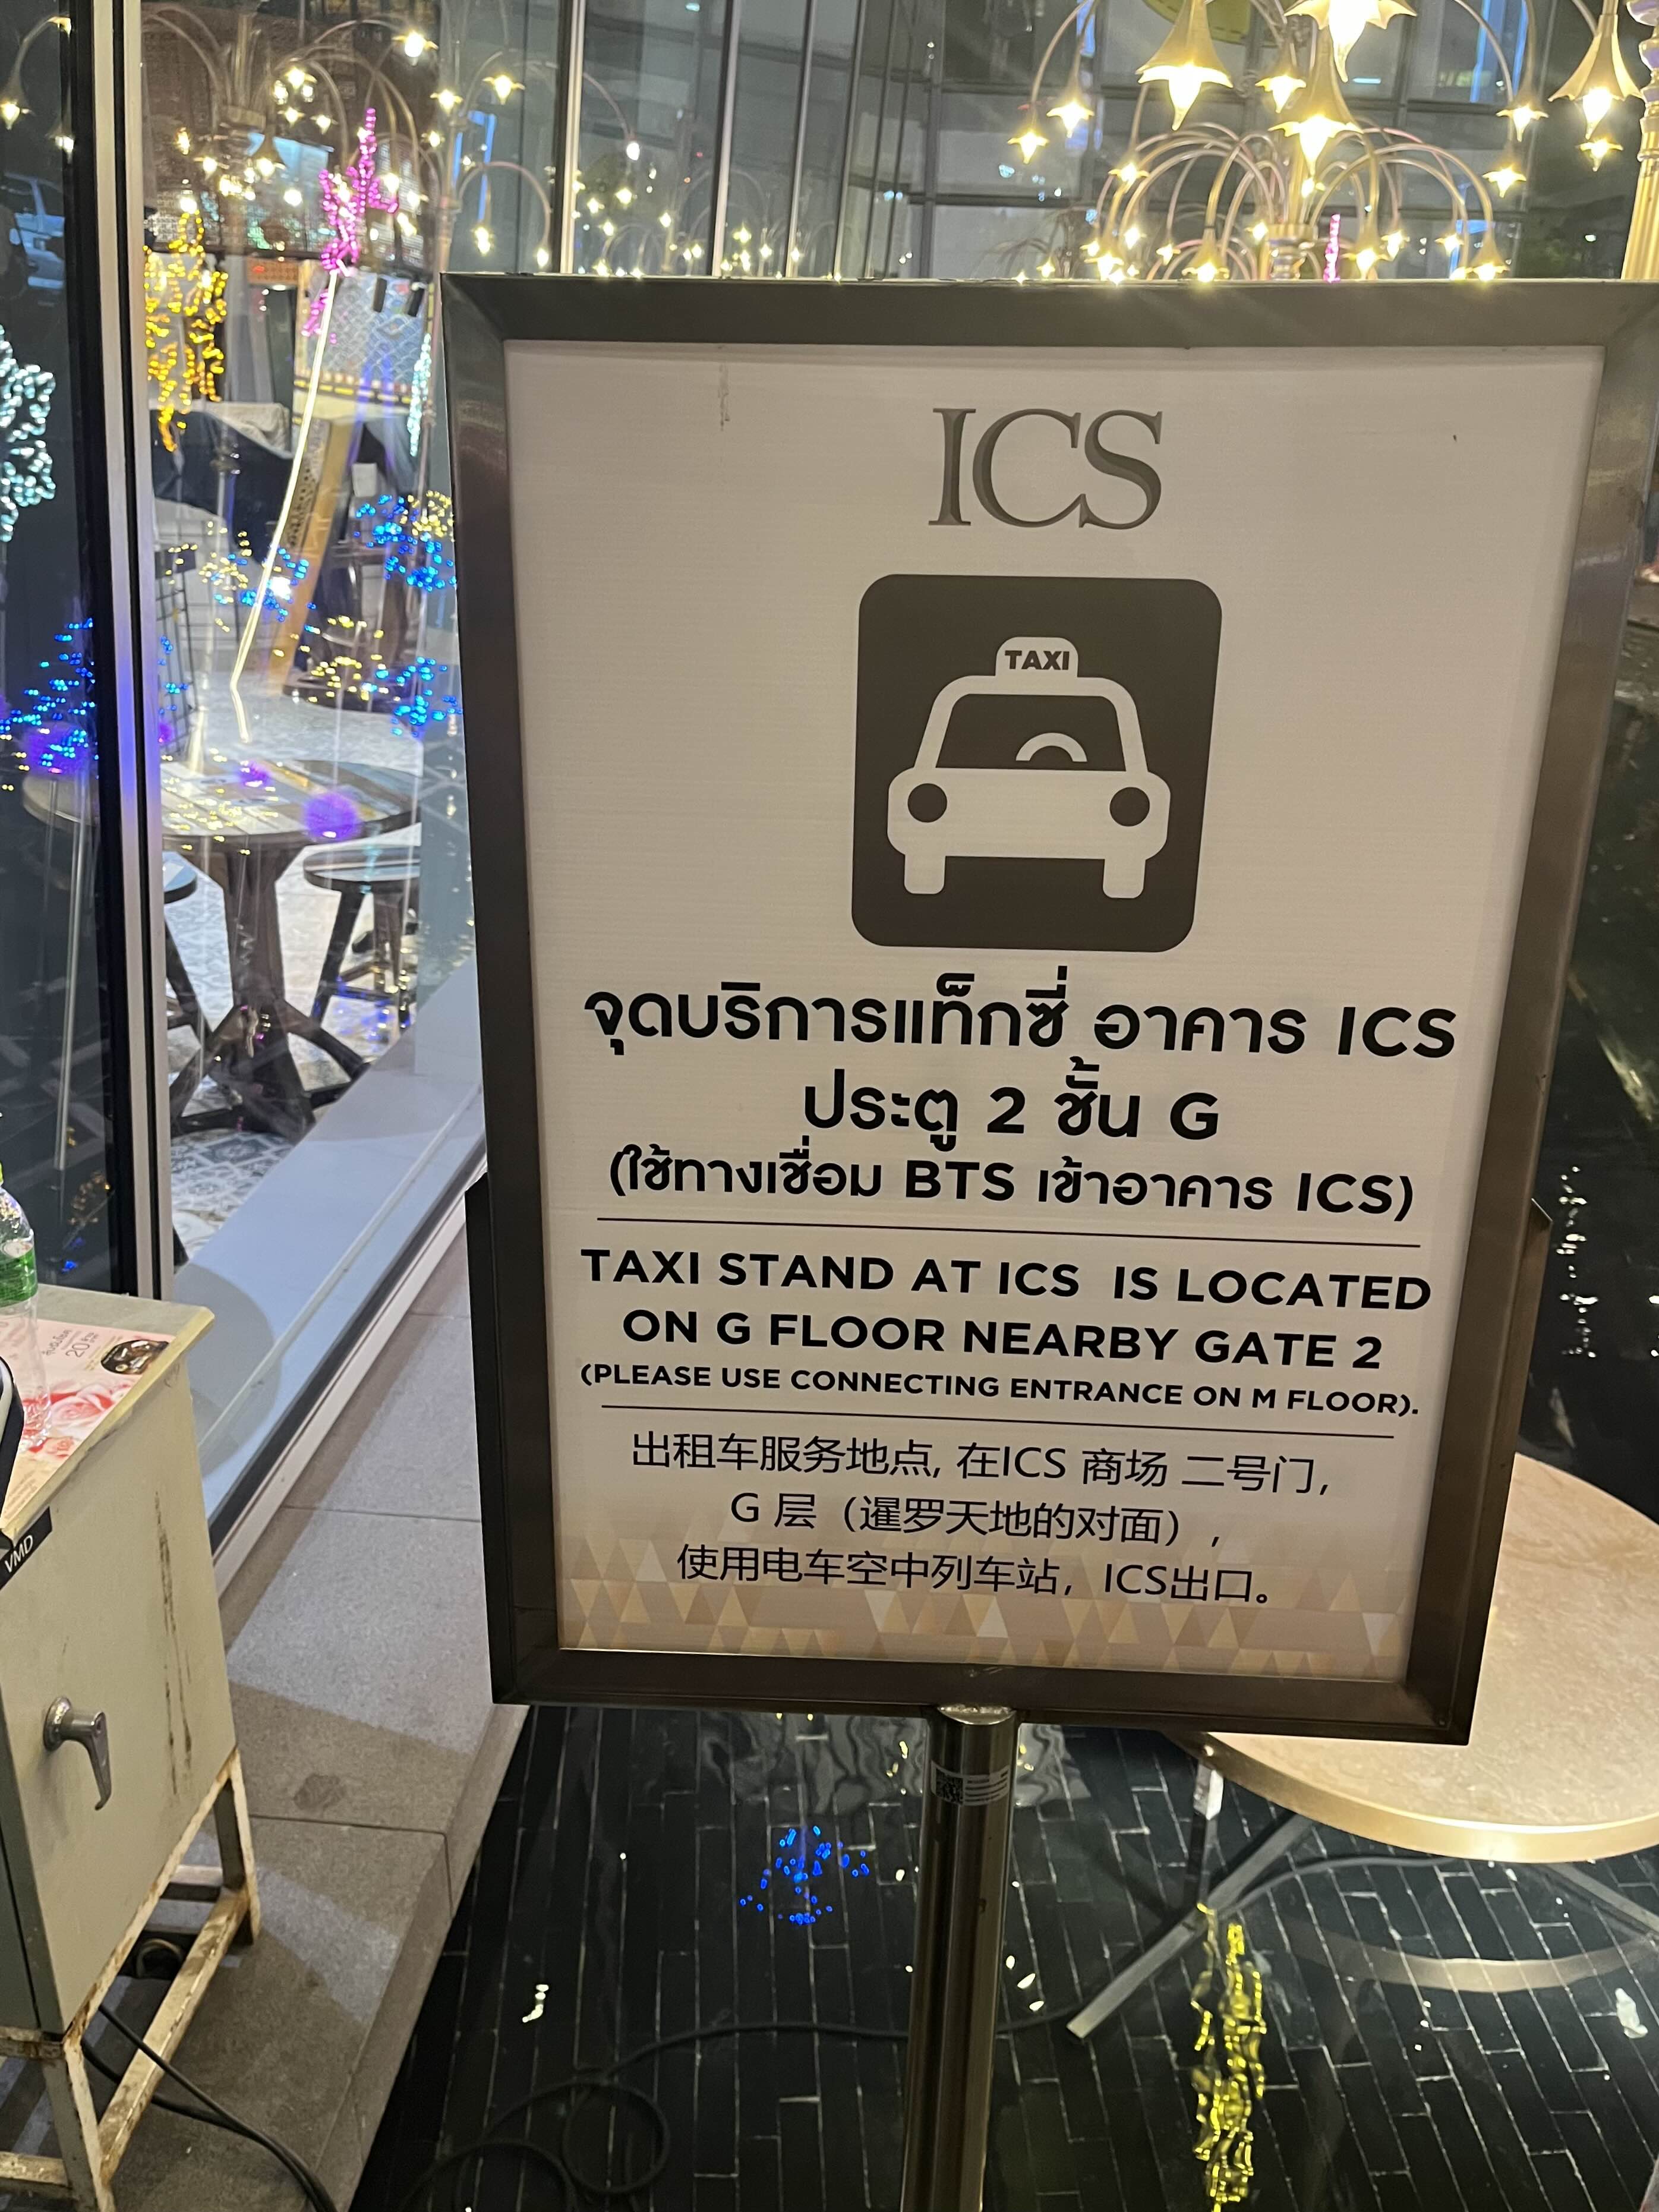 ICS
TAXI
จุดบริการแท็กซี่ อาคาร ICS
ประตู 2 ชั้น G
(ใช้ทางเชื่อม BTS เข้าอาคาร ICS)
TAXI STAND AT ICS IS LOCATED
ON G FLOOR NEARBY GATE 2
(PLEASE USE CONNECTING ENTRANCE ON M FLOOR).
出租车服务地点, 在ICS 商场 二号门,
G 层（暹罗天地的对面）,
使用电车空中列车站，ICS出口。
VMD
20